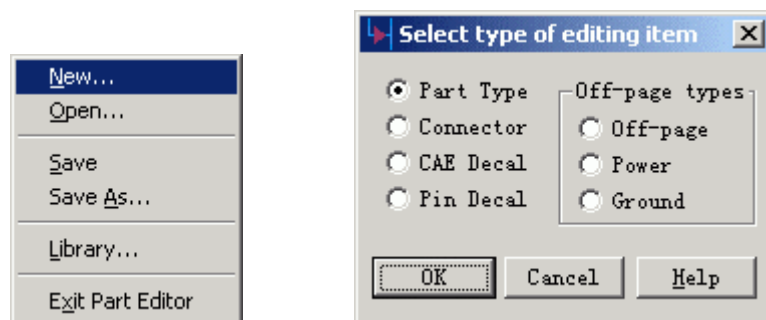 New...
Open...
Save
Save As...
Library...
Exit Part Editor
Select type of editing item
Part Type
Connector
CAE Decal
Pin Decal
Off-page types
Off-page
Power
Ground
OK
Cancel
Help